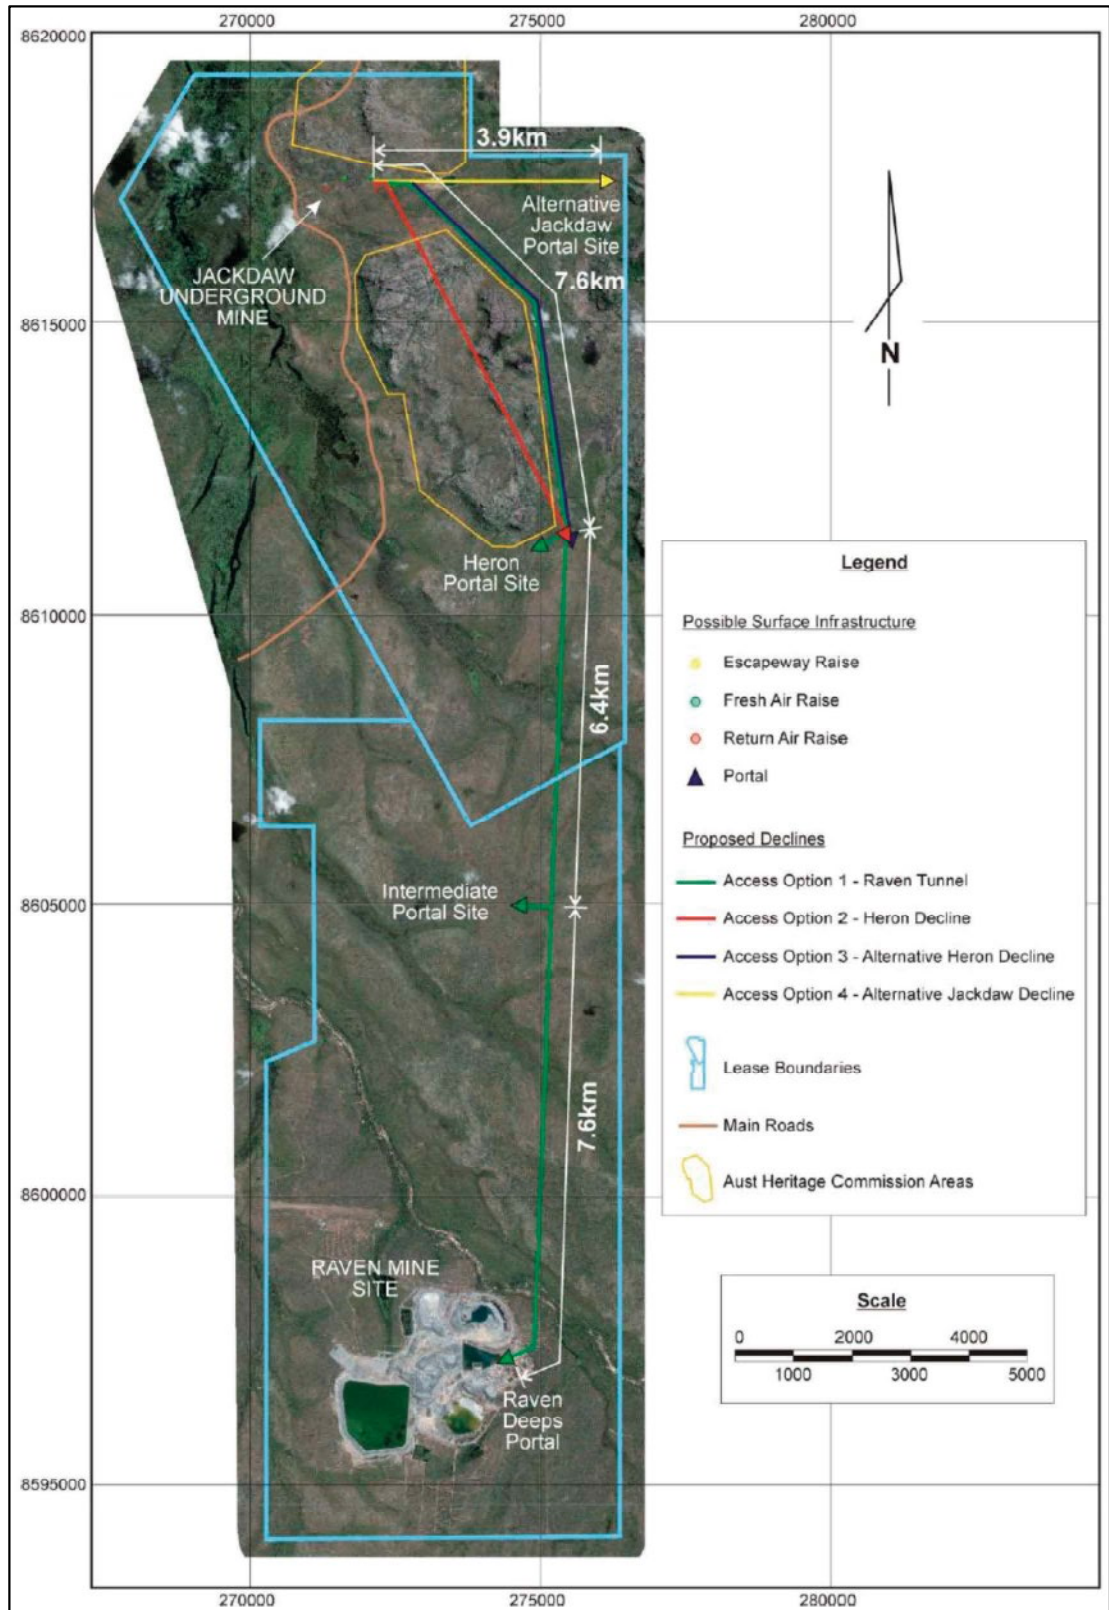 270000
275000
280000
8620000
3.9km
Alternative
Jackdaw
Portal Site
JACKDAW
UNDERGROUND
MINE
7.6km
8615000
N
Heron
Portal Site
8610000
6.4km
Legend
Possible Surface Infrastructure
Escapeway Raise
Fresh Air Raise
Return Air Raise
Portal
Proposed Declines
Access Option 1 - Raven Tunnel
Access Option 2 - Heron Decline
Access Option 3 - Alternative Heron Decline
Access Option 4 - Alternative Jackdaw Decline
Lease Boundaries
Main Roads
Aust Heritage Commission Areas
Intermediate
Portal Site
8605000
7.6km
8600000
RAVEN MINE
SITE
Raven
Deeps
Portal
Scale
0 2000 4000
1000 3000 5000
8595000
270000
275000
280000